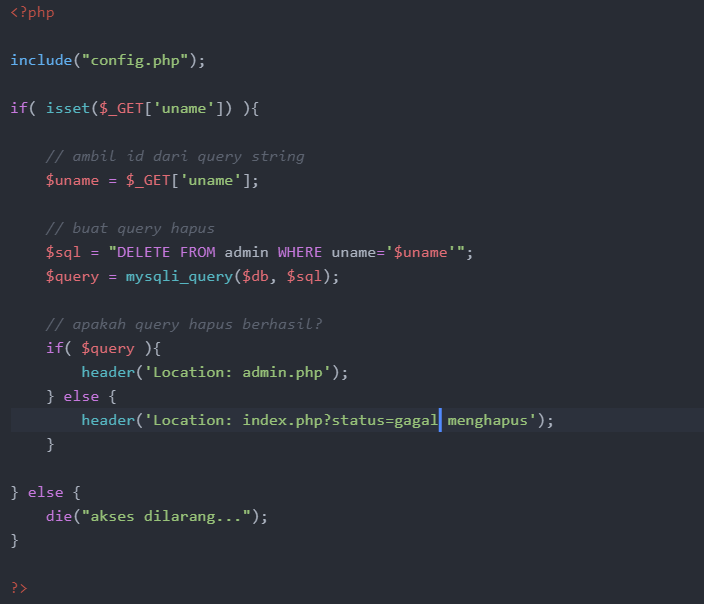 <?php
include("config.php");
if( isset($_GET['uname']) ){
// ambil id dari query string
$uname = $_GET['uname'];
// buat query hapus
$sql = "DELETE FROM admin WHERE uname='$uname'";
$query = mysqli_query($db, $sql);
// apakah query hapus berhasil?
if( $query ){
header('Location: admin.php');
} else {
header('Location: index.php?status=gagal menghapus');
}
} else {
die("akses dilarang...");
}
?>